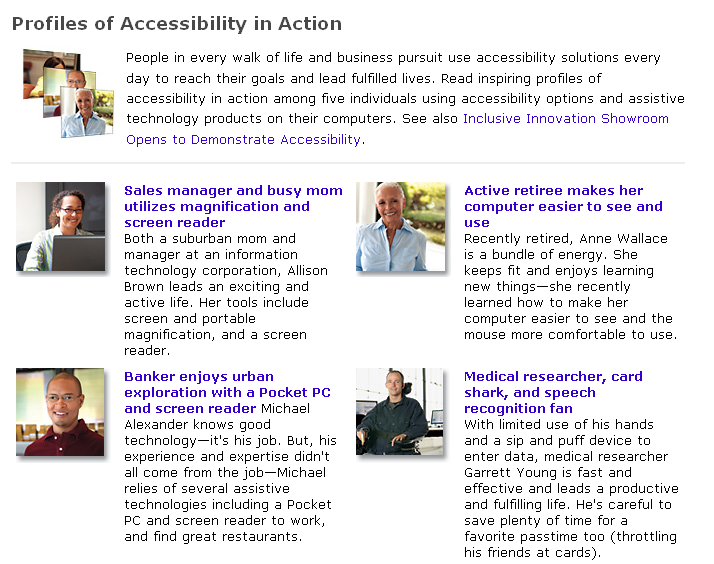 Profiles of Accessibility in Action
People in every walk of life and business pursuit use accessibility solutions every
day to reach their goals and lead fulfilled lives. Read inspiring profiles of
accessibility in action among five individuals using accessibility options and assistive
technology products on their computers. See also Inclusive Innovation Showroom
Opens to Demonstrate Accessibility.
Sales manager and busy mom
utilizes magnification and
screen reader
Both a suburban mom and
manager at an information
technology corporation, Allison
Brown leads an exciting and
active life. Her tools include
screen and portable
magnification, and a screen
reader.
Active retiree makes her
computer easier to see and
use
Recently retired, Anne Wallace
is a bundle of energy. She
keeps fit and enjoys learning
new things—she recently
learned how to make her
computer easier to see and the
mouse more comfortable to use.
Banker enjoys urban
exploration with a Pocket PC
and screen reader Michael
Alexander knows good
technology—it's his job. But, his
experience and expertise didn't
all come from the job—Michael
relies of several assistive
technologies including a Pocket
PC and screen reader to work,
and find great restaurants.
Medical researcher, card
shark, and speech
recognition fan
With limited use of his hands
and a sip and puff device to
enter data, medical researcher
Garrett Young is fast and
effective and leads a productive
and fulfilling life. He's careful to
save plenty of time for a
favorite passtime too (throttling
his friends at cards).